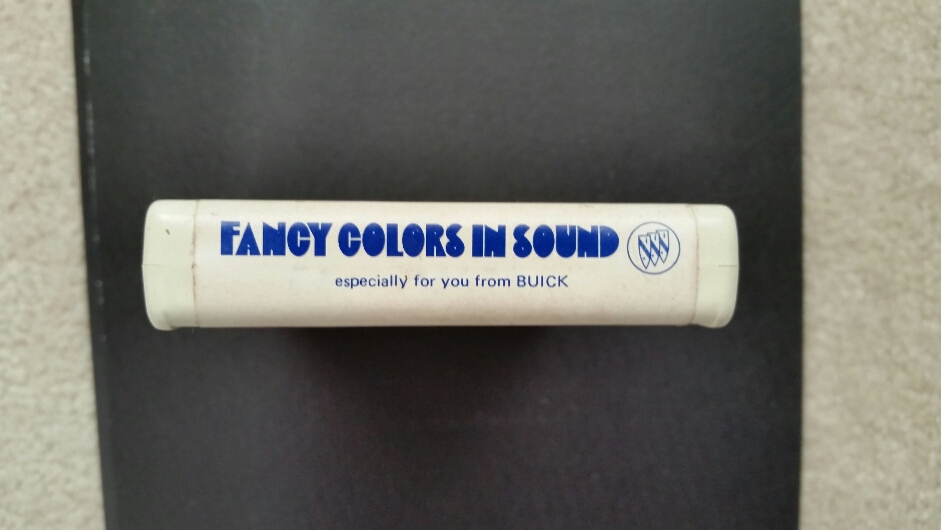 FANCY COLORS IN SOUND
especially for you from BUICK